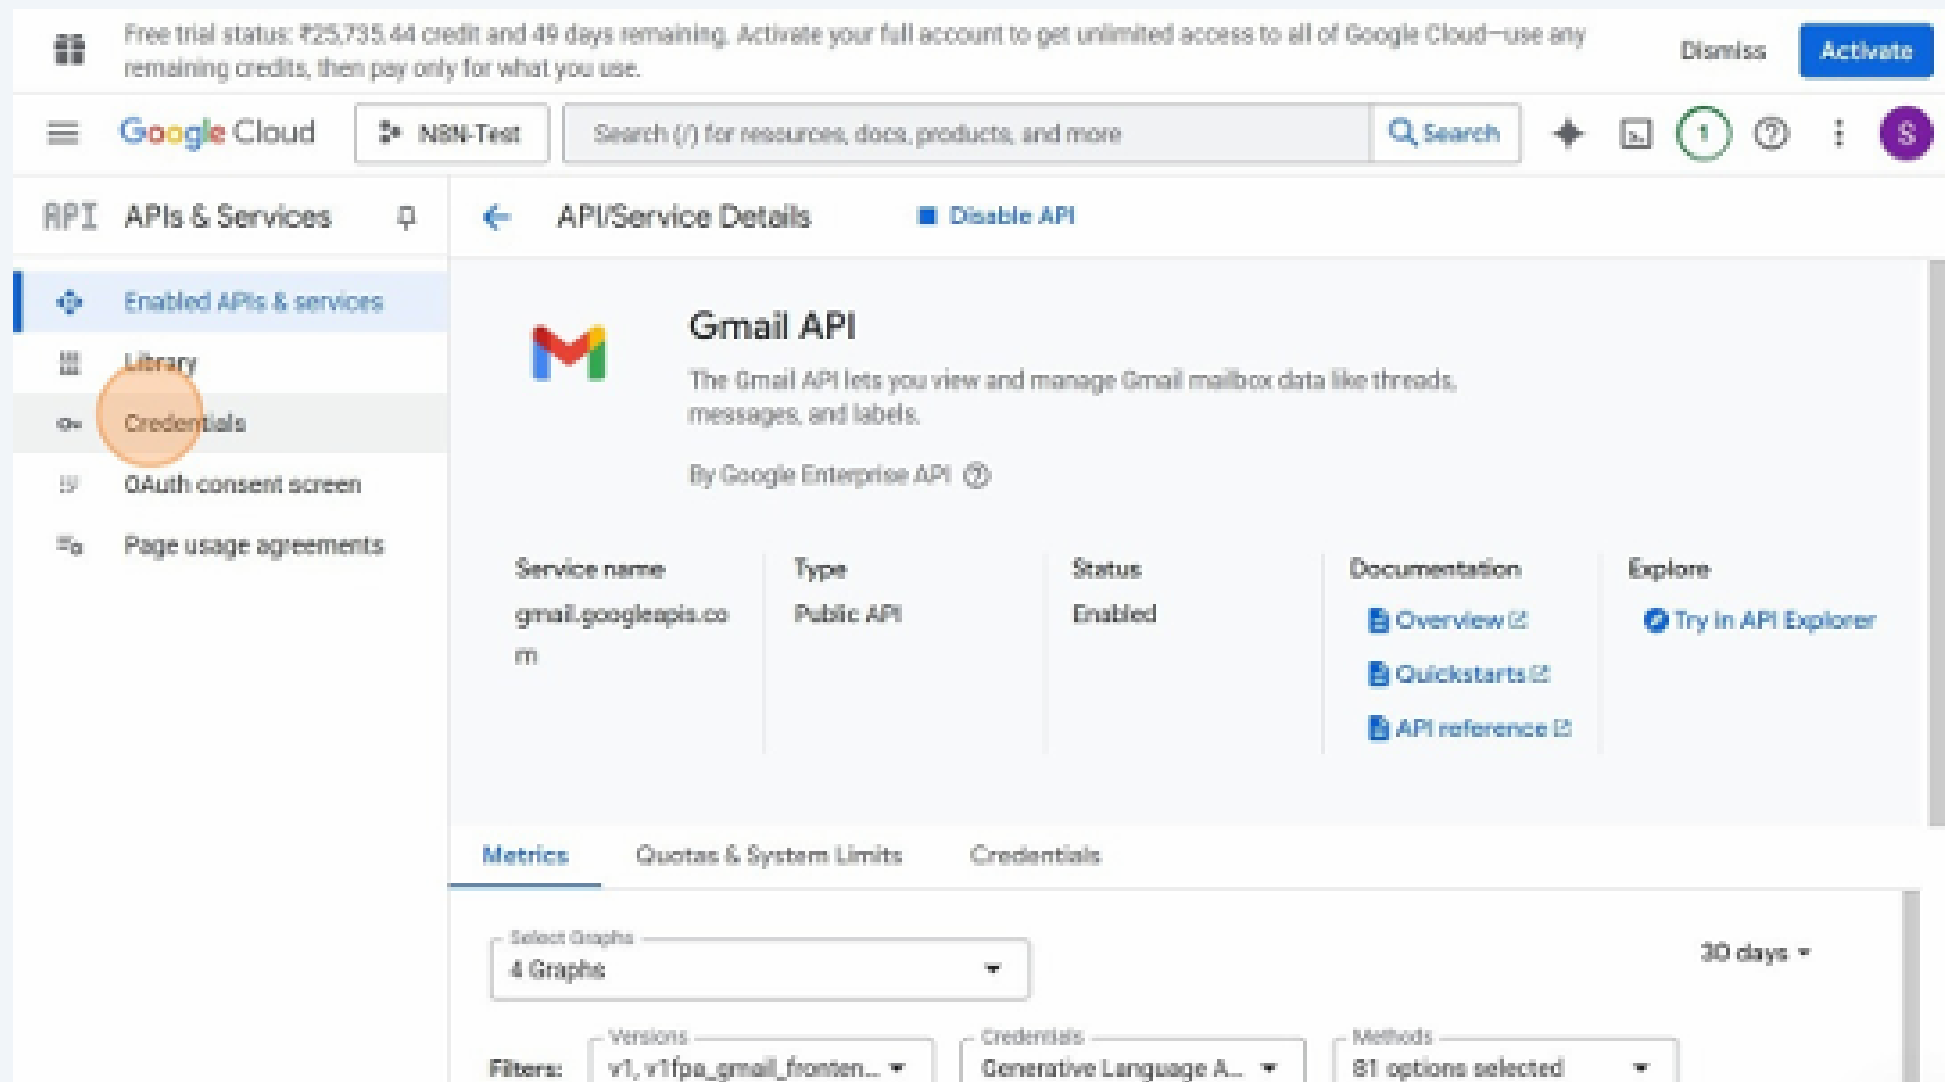 Free trial status: ₹25,735.44 credit and 49 days remaining. Activate your full account to get unlimited access to all of Google Cloud—use any
remaining credits, then pay only for what you use.
Dismiss
Activate
Google Cloud
N8N-Test
Search (/) for resources, docs, products, and more
Search
1
S
API
APIs & Services
API/Service Details
Disable API
Enabled APIs & services
Library
Credentials
OAuth consent screen
Page usage agreements
Gmail API
The Gmail API lets you view and manage Gmail mailbox data like threads,
messages, and labels.
By Google Enterprise API
Service name
gmail.googleapis.co
m
Type
Public API
Status
Enabled
Documentation
Overview
Quickstarts
API reference
Explore
Try in API Explorer
Metrics
Quotas & System Limits
Credentials
Select Graphs
4 Graphs
30 days
Filters:
Versions
v1, v1fpa_gmail_fronten...
Credentials
Generative Language A...
Methods
81 options selected